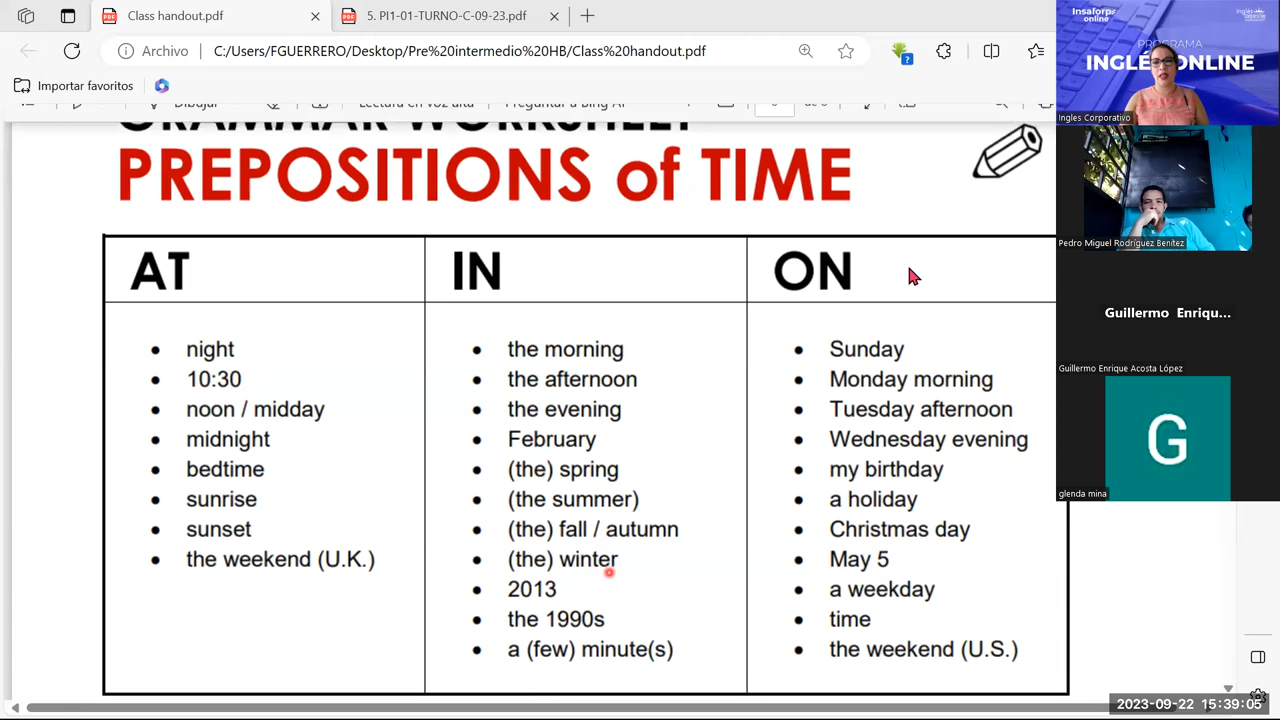 Class handout.pdf
5. P1-01-TURNO-C-09-23.pdf
Archivo
C:/Users/FGUERRERO/Desktop/Pre%20intermedio%20HB/Class%20handout.pdf
Importar favoritos
Dibujar
Lectura en voz alta
Preguntar a Bing AI
GRAMMAR WORKSHEET
PREPOSITIONS of TIME
AT
IN
ON
night
10:30
noon / midday
midnight
bedtime
sunrise
sunset
the weekend (U.K.)
the morning
the afternoon
the evening
February
(the) spring
(the summer)
(the) fall / autumn
(the) winter
2013
the 1990s
a (few) minute(s)
Sunday
Monday morning
Tuesday afternoon
Wednesday evening
my birthday
a holiday
Christmas day
May 5
a weekday
time
the weekend (U.S.)
Insaforp
online
PROGRAMA
INGLÉS ONLINE
Ingles Corporativo
Pedro Miguel Rodríguez Benítez
Guillermo Enriqu...
Guillermo Enrique Acosta López
G
glenda mina
2023-09-22 15:39:05